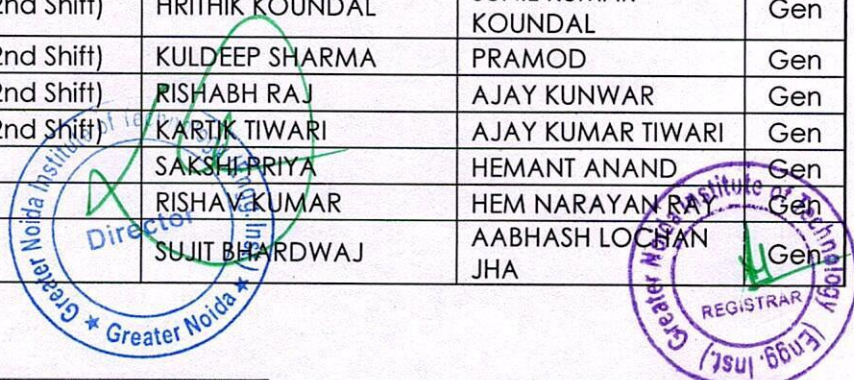 2nd Shift) HRITHIK KOUNDAL KOUNDAL Gen
2nd Shift) KULDEEP SHARMA PRAMOD Gen
2nd Shift) RISHABH RAJ AJAY KUNWAR Gen
2nd Shift) KARTIK TIWARI AJAY KUMAR TIWARI Gen
SAKSHI PRIYA HEMANT ANAND Gen
RISHAV KUMAR HEM NARAYAN RAY Gen
SUJIT BHARDWAJ AABHASH LOCHAN Gen
JHA
Greater Noida Institute of Technology (Engg. Inst.)
Director
★ Greater Noida ★
Greater Noida Institute of Technology (Engg. Inst.)
REGISTRAR